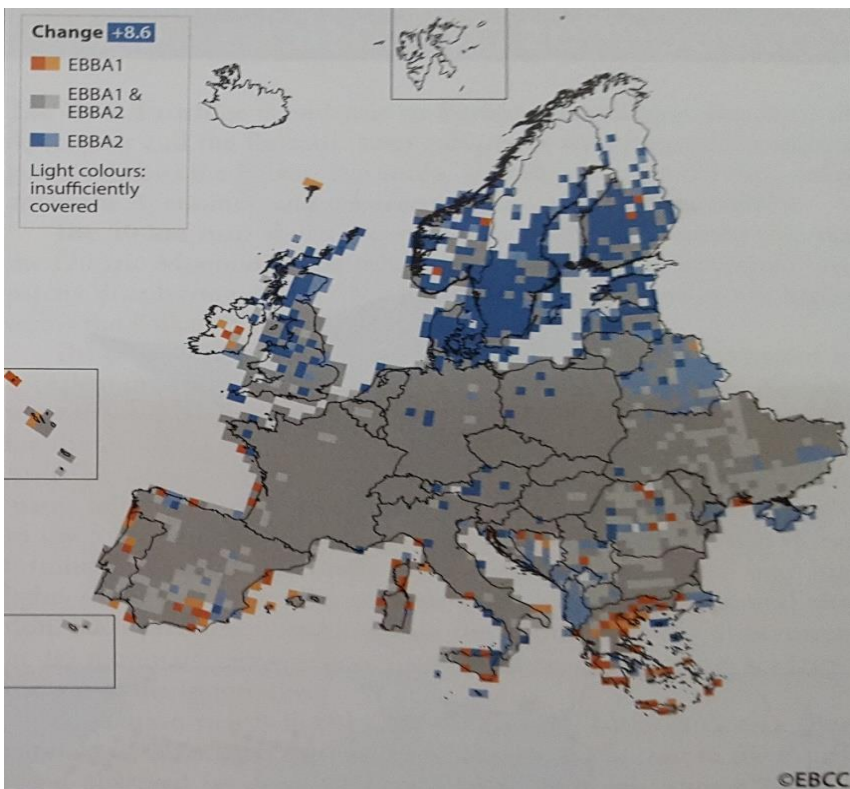 Change +8.6
EBBA1
EBBA1 &
EBBA2
EBBA2
Light colours:
insufficiently
covered
©EBCC